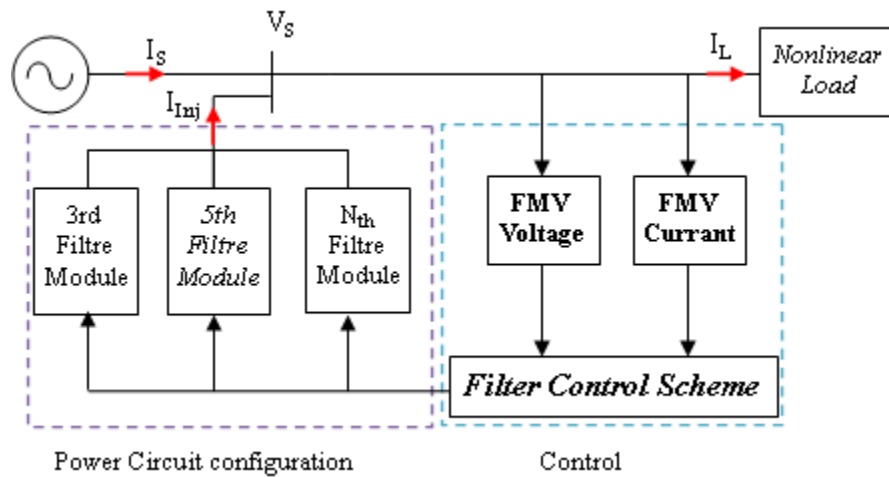 V_S
I_S
I_L
Nonlinear
Load
I_Inj
3rd
Filtre
Module
5th
Filtre
Module
N_th
Filtre
Module
FMV
Voltage
FMV
Currant
Filter Control Scheme
Power Circuit configuration
Control